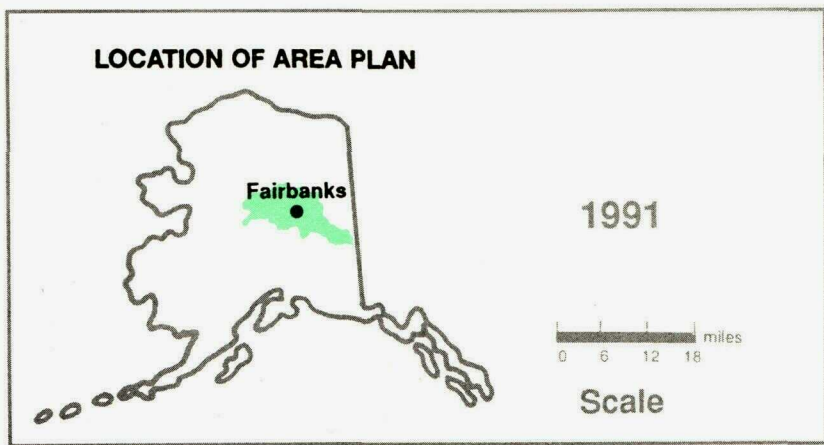 LOCATION OF AREA PLAN
Fairbanks
1991
miles
0 6 12 18
Scale